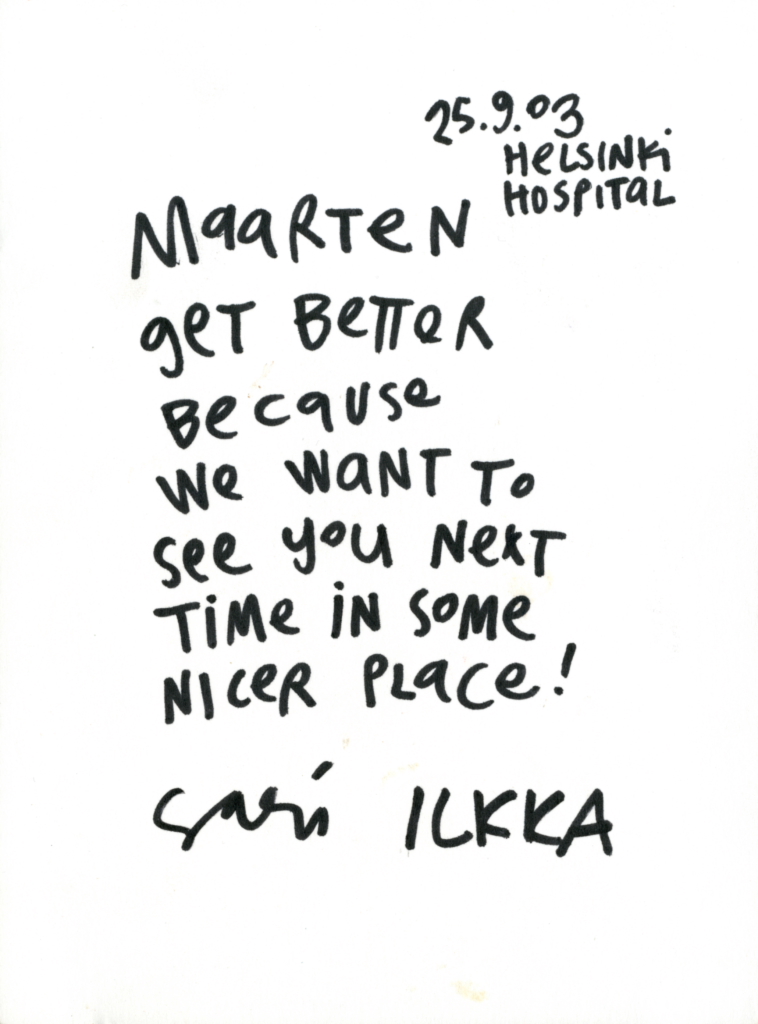 25.9.03
HELSINKI
HOSPITAL
MAARTEN
geT BeTTeR
BecaUSe
We WANT To
See you NexT
TiMe iN SoMe
NICeR PLACe!
Sari ILKKA